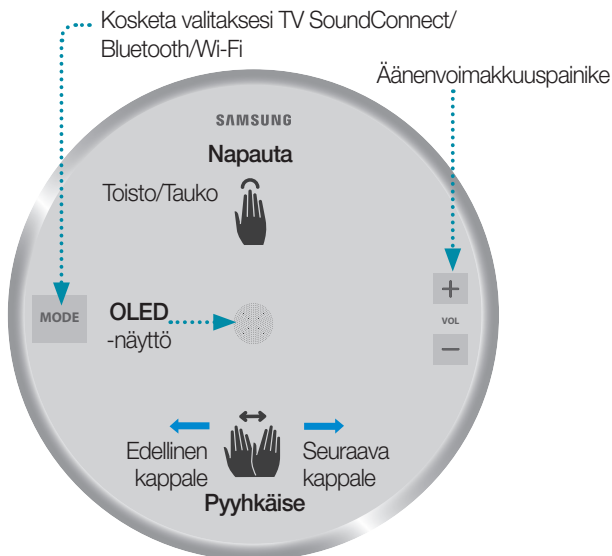 Kosketa valitaksesi TV SoundConnect/
Bluetooth/Wi-Fi
Äänenvoimakkuuspainike
SAMSUNG
Napauta
Toisto/Tauko
MODE
OLED
-näyttö
+
VOL
−
Edellinen
kappale
Seuraava
kappale
Pyyhkäise